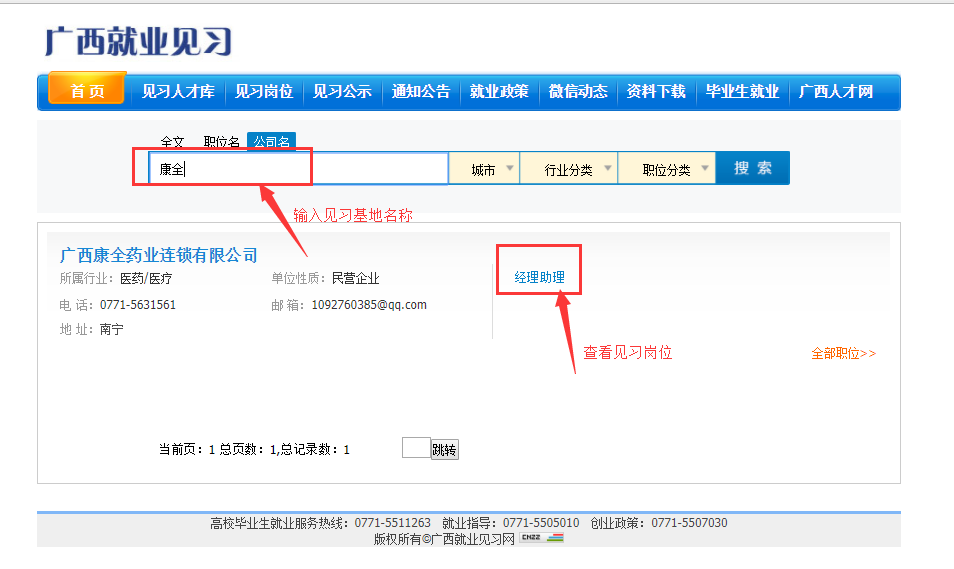 广西就业见习
首页 见习人才库 见习岗位 见习公示 通知公告 就业政策 微信动态 资料下载 毕业生就业 广西人才网
全文 职位名 公司名
康全 城市 行业分类 职位分类 搜 索
输入见习基地名称
广西康全药业连锁有限公司
所属行业：医药/医疗 单位性质：民营企业 经理助理
电 话：0771-5631561 邮 箱：1092760385@qq.com
地 址：南宁
查看见习岗位 全部职位>>
当前页：1 总页数：1,总记录数：1 跳转
高校毕业生就业服务热线：0771-5511263 就业指导：0771-5505010 创业政策：0771-5507030
版权所有©广西就业见习网 CNZZ